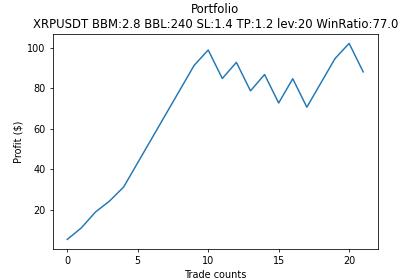 Portfolio
XRPUSDT BBM:2.8 BBL:240 SL:1.4 TP:1.2 lev:20 WinRatio:77.0
100
80
60
40
20
Profit ($)
0 5 10 15 20
Trade counts